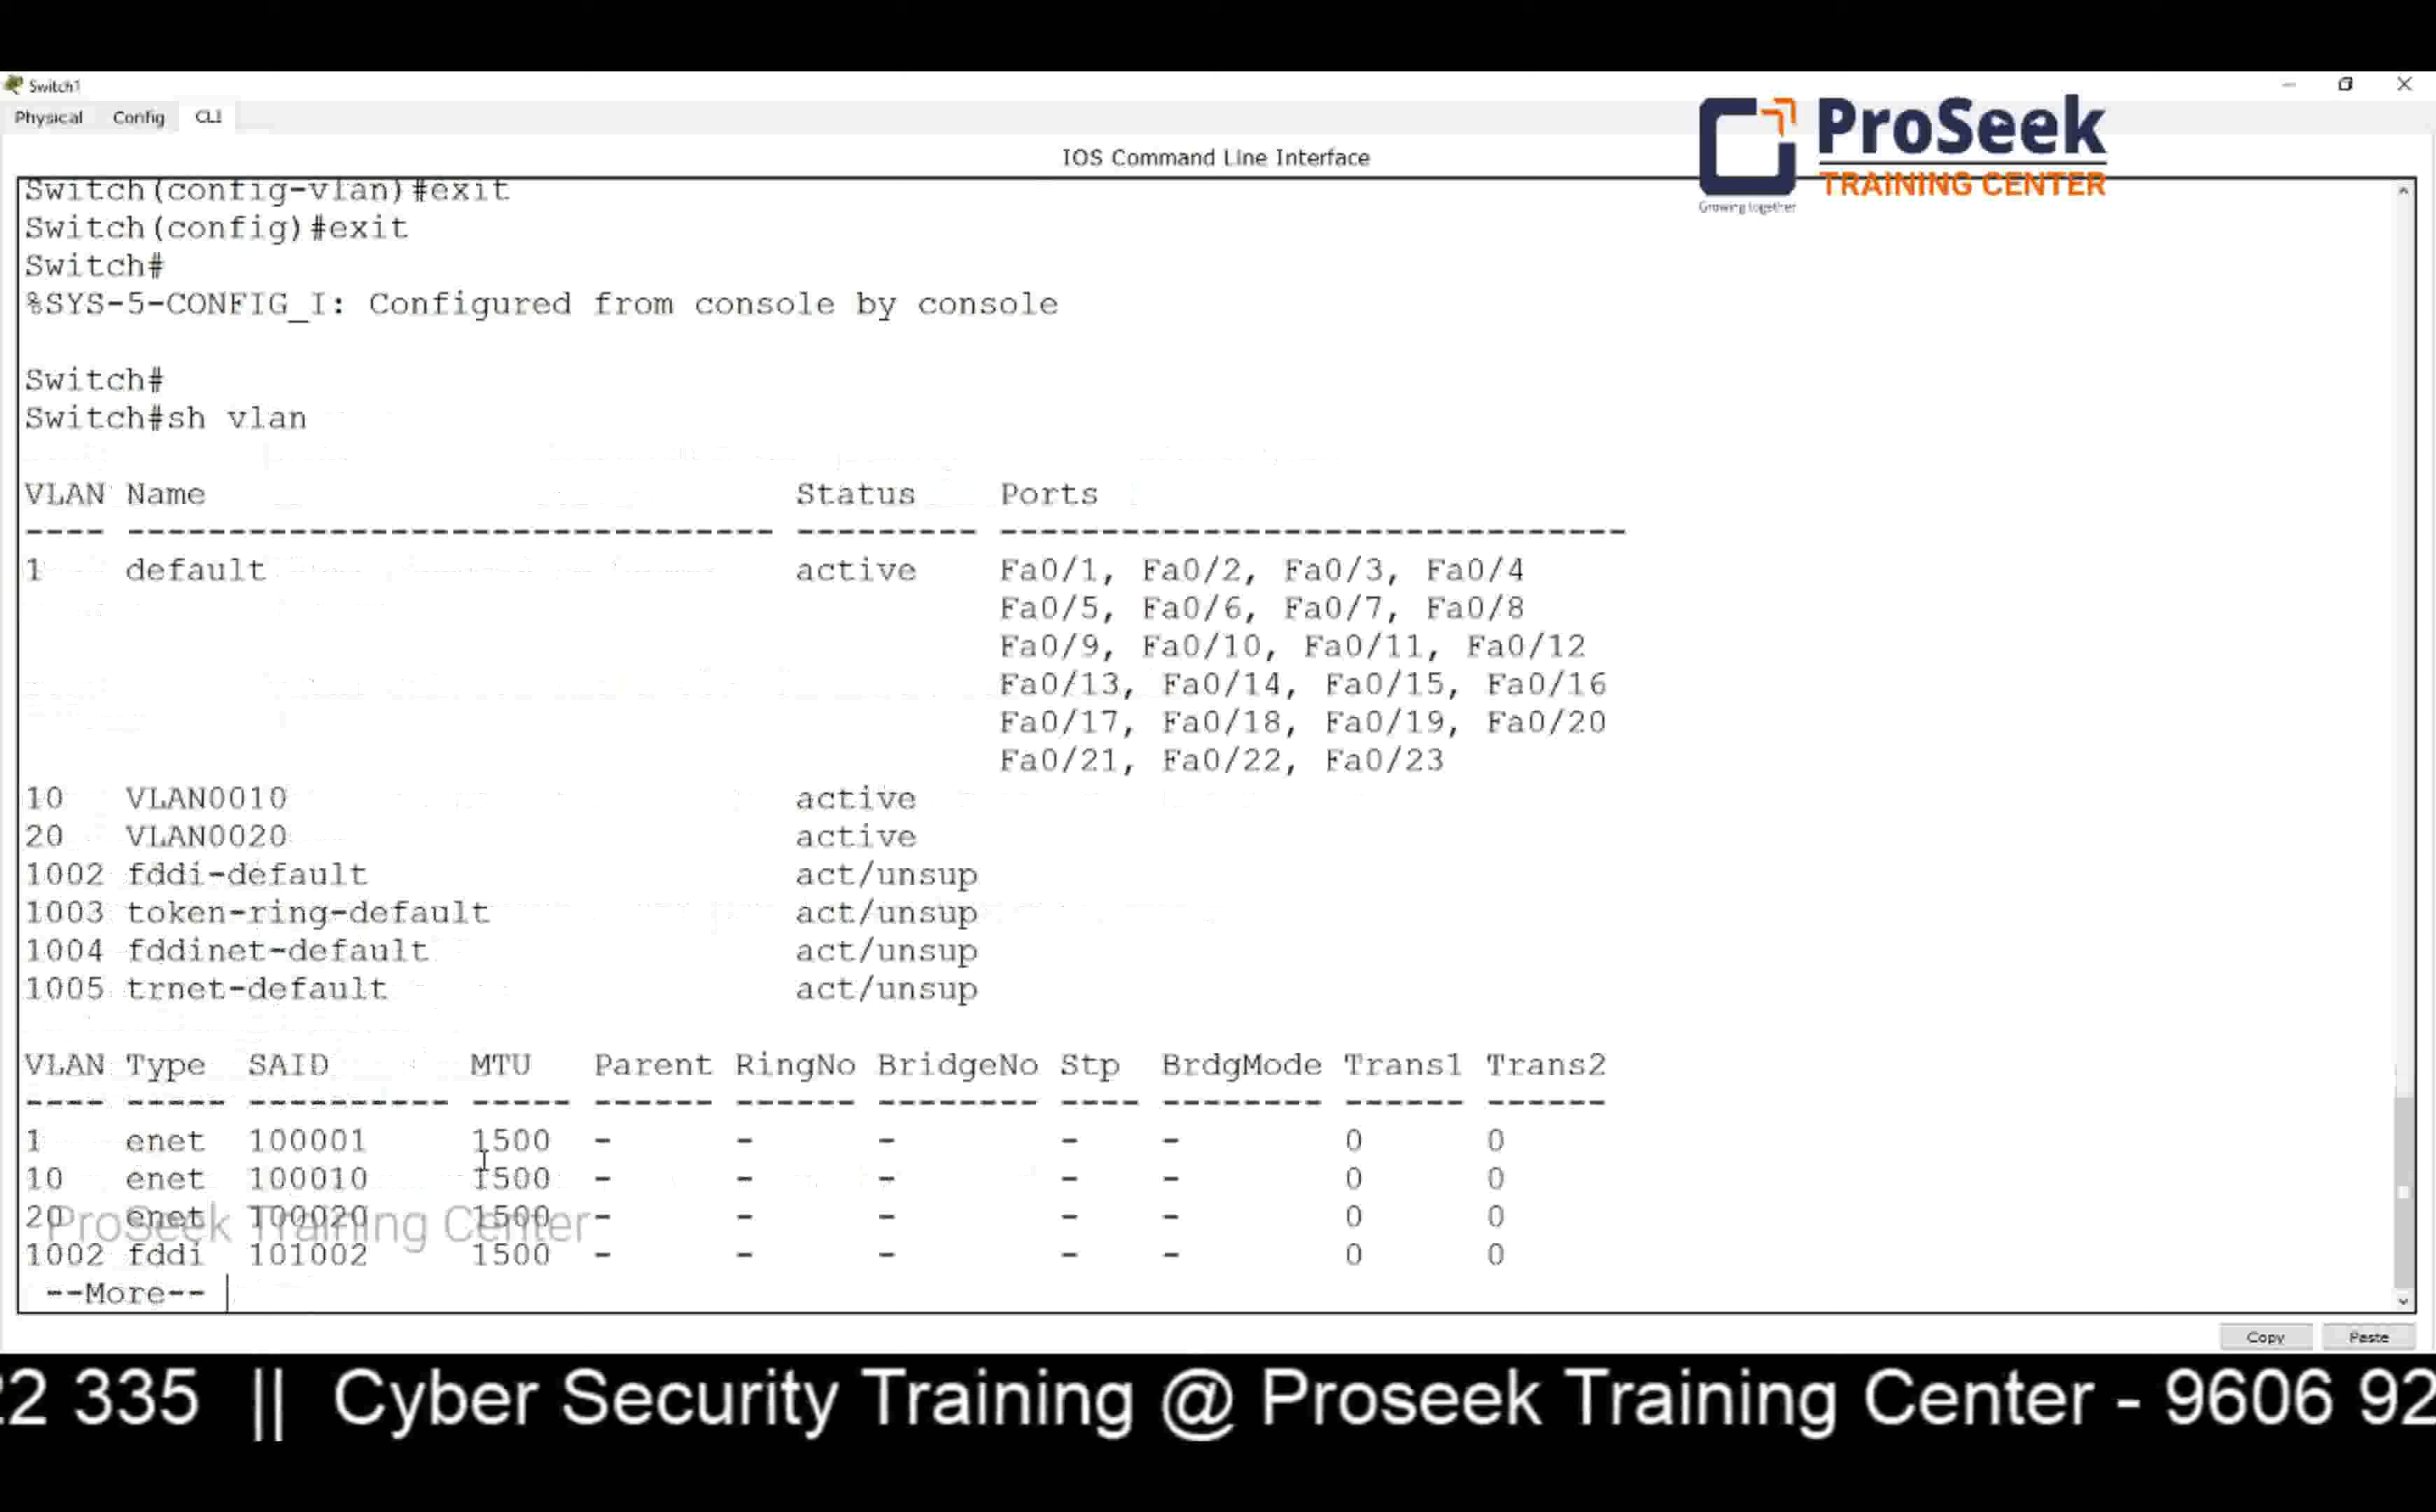 Switch1
Physical Config CLI
IOS Command Line Interface
ProSeek
TRAINING CENTER
Growing together
Switch(config-vlan)#exit
Switch(config)#exit
Switch#
%SYS-5-CONFIG_I: Configured from console by console
Switch#
Switch#sh vlan
VLAN Name Status Ports
---- -------------------------------- --------- -------------------------------
1 default active Fa0/1, Fa0/2, Fa0/3, Fa0/4
Fa0/5, Fa0/6, Fa0/7, Fa0/8
Fa0/9, Fa0/10, Fa0/11, Fa0/12
Fa0/13, Fa0/14, Fa0/15, Fa0/16
Fa0/17, Fa0/18, Fa0/19, Fa0/20
Fa0/21, Fa0/22, Fa0/23
10 VLAN0010 active
20 VLAN0020 active
1002 fddi-default act/unsup
1003 token-ring-default act/unsup
1004 fddinet-default act/unsup
1005 trnet-default act/unsup
VLAN Type SAID MTU Parent RingNo BridgeNo Stp BrdgMode Trans1 Trans2
---- ----- ---------- ----- ------ ------ -------- ---- -------- ------ ------
1 enet 100001 1500 - - - - - 0 0
10 enet 100010 1500 - - - - - 0 0
20 enet 100020 1500 - - - - - 0 0
ProSeek Training Center
1002 fddi 101002 1500 - - - - - 0 0
--More--
Copy Paste
22 335 || Cyber Security Training @ Proseek Training Center - 9606 92